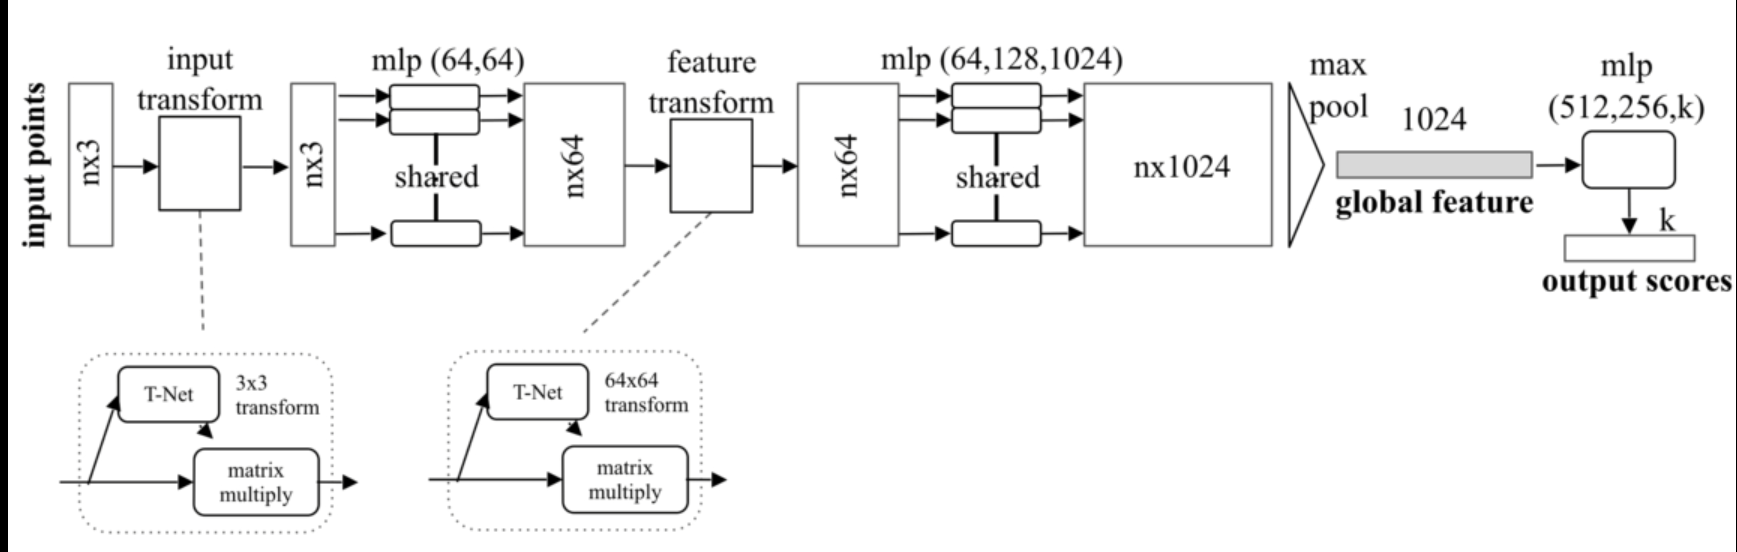 input points
nx3
input
transform
nx3
mlp (64,64)
shared
nx64
feature
transform
nx64
mlp (64,128,1024)
shared
nx1024
max
pool
1024
global feature
mlp
(512,256,k)
k
output scores
T-Net
3x3
transform
matrix
multiply
T-Net
64x64
transform
matrix
multiply